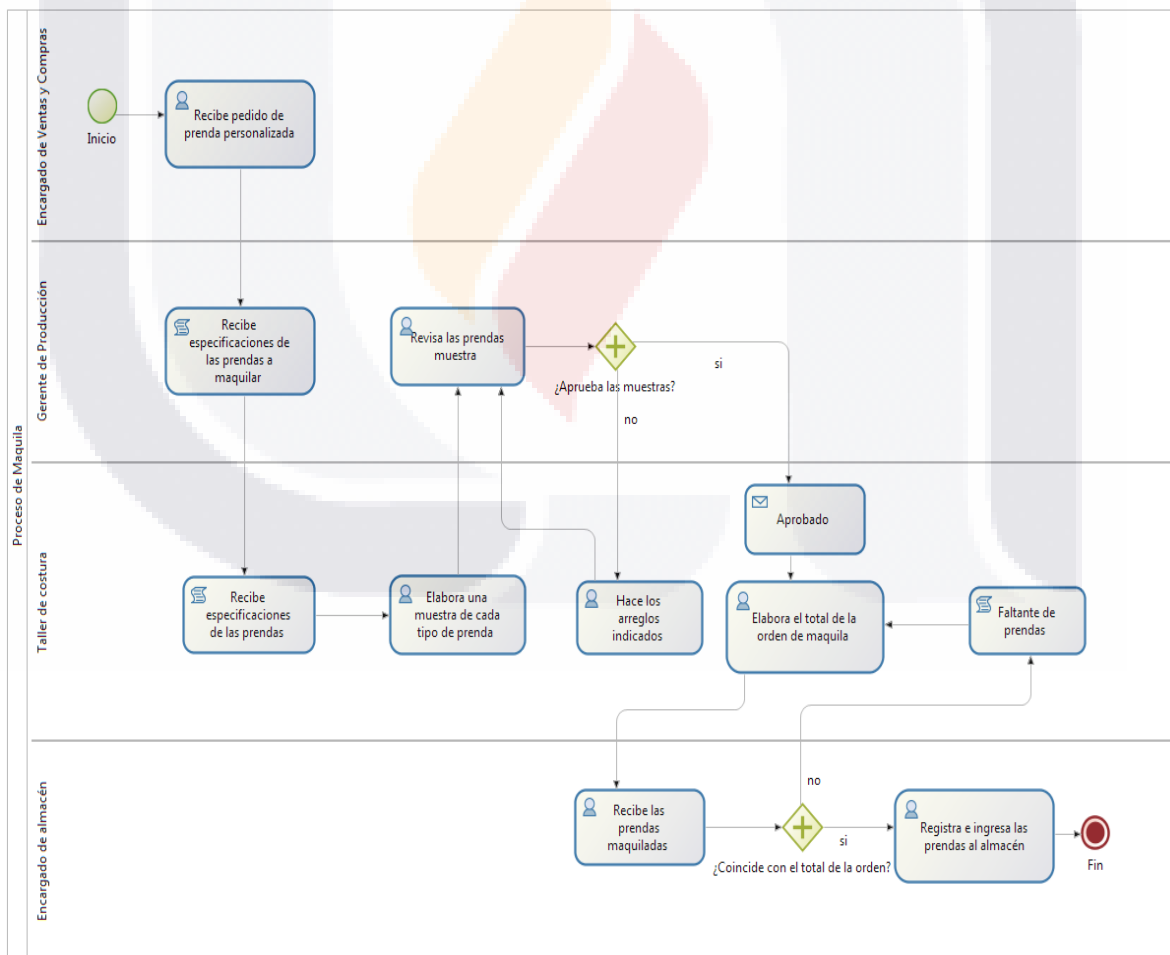 Proceso de Maquila
Encargado de Ventas y Compras
Inicio
Recibe pedido de
prenda personalizada
Gerente de Producción
Recibe
especificaciones de
las prendas a
maquilar
Revisa las prendas
muestra
¿Aprueba las muestras?
si
no
Taller de costura
Recibe
especificaciones
de las prendas
Elabora una
muestra de cada
tipo de prenda
Hace los
arreglos
indicados
Aprobado
Elabora el total de la
orden de maquila
Faltante de
prendas
Encargado de almacén
Recibe las
prendas
maquiladas
¿Coincide con el total de la orden?
no
si
Registra e ingresa las
prendas al almacén
Fin